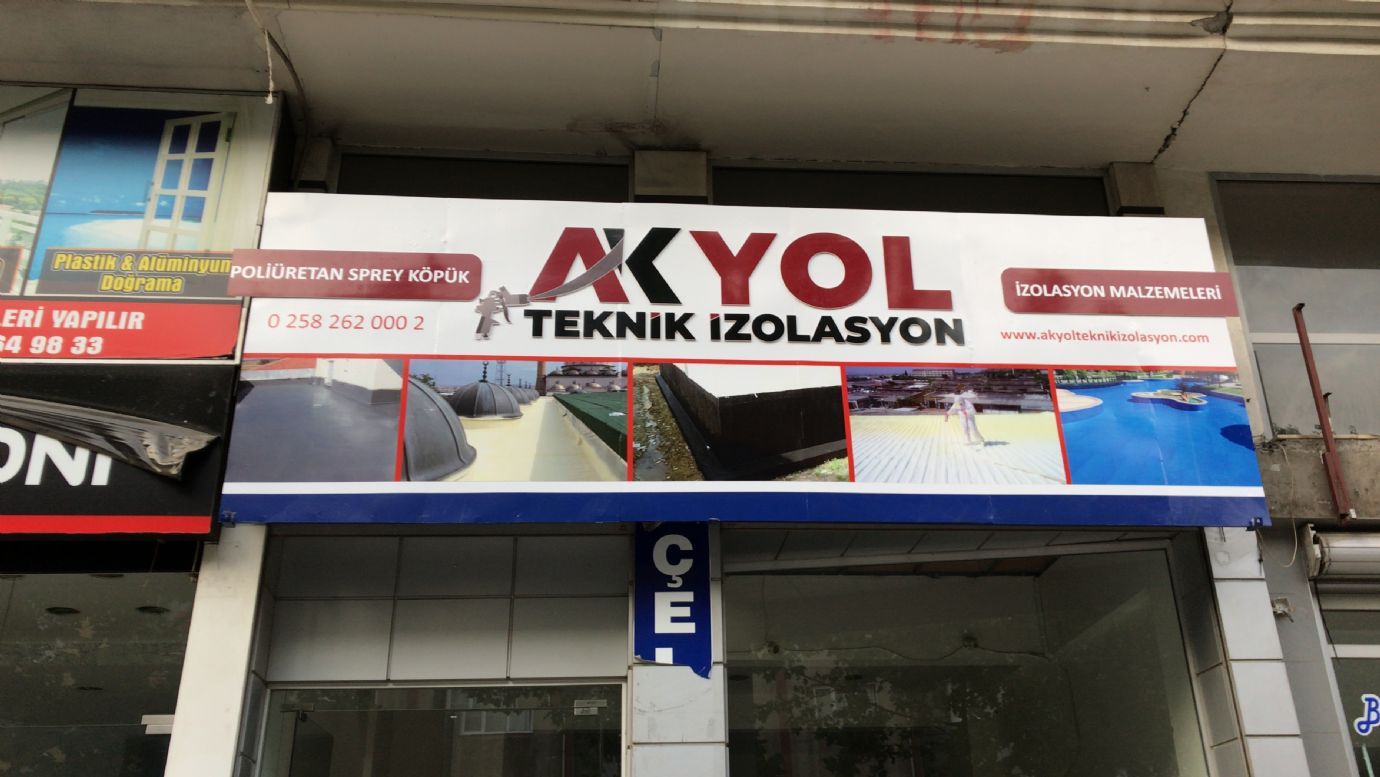 Plastik & Alüminyum
Doğrama
LERİ YAPILIR
64 98 33
ONI
POLİÜRETAN SPREY KÖPÜK
0 258 262 000 2
AKYOL
TEKNİK İZOLASYON
İZOLASYON MALZEMELERİ
www.akyolteknikizolasyon.com
ÇE
B